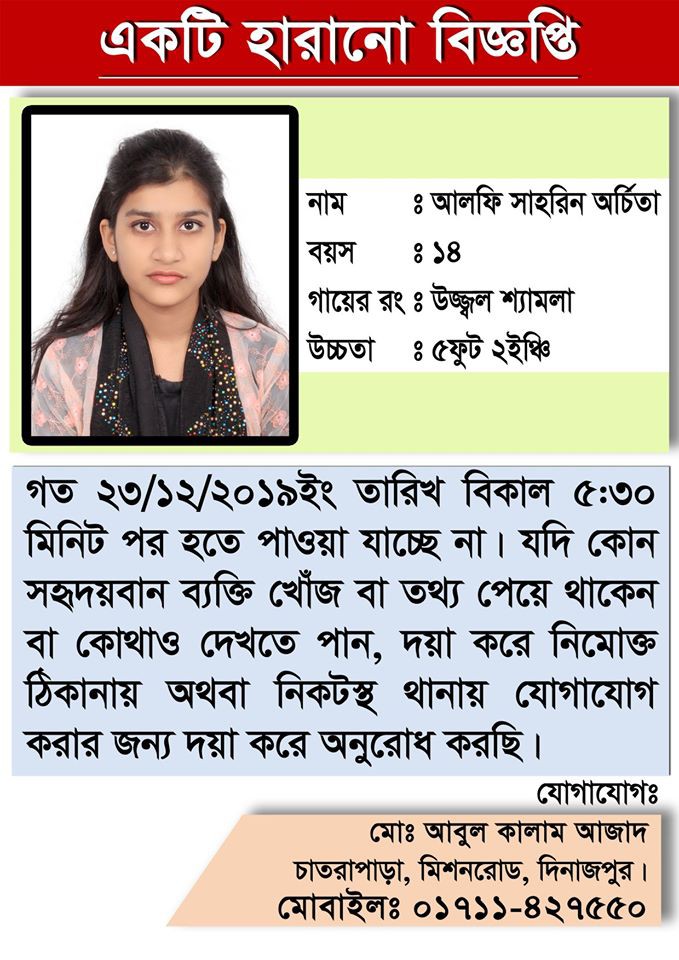 একটি হারানো বিজ্ঞপ্তি
নাম : আলফি সাহরিন অর্চিতা
বয়স : ১৪
গায়ের রং : উজ্জ্বল শ্যামলা
উচ্চতা : ৫ফুট ২ইঞ্চি
গত ২৩/১২/২০১৯ইং তারিখ বিকাল ৫:৩০
মিনিট পর হতে পাওয়া যাচ্ছে না। যদি কোন
সহৃদয়বান ব্যক্তি খোঁজ বা তথ্য পেয়ে থাকেন
বা কোথাও দেখতে পান, দয়া করে নিমোক্ত
ঠিকানায় অথবা নিকটস্থ থানায় যোগাযোগ
করার জন্য দয়া করে অনুরোধ করছি।
যোগাযোগঃ
মোঃ আবুল কালাম আজাদ
চাতরাপাড়া, মিশনরোড, দিনাজপুর।
মোবাইলঃ ০১৭১১-৪২৭৫৫০